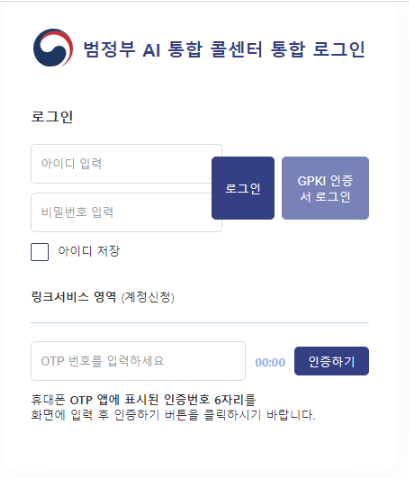 범정부 AI 통합 콜센터 통합 로그인
로그인
아이디 입력
비밀번호 입력
로그인
GPKI 인증
서 로그인
아이디 저장
링크서비스 영역 (계정신청)
OTP 번호를 입력하세요
00:00
인증하기
휴대폰 OTP 앱에 표시된 인증번호 6자리를
화면에 입력 후 인증하기 버튼을 클릭하시기 바랍니다.